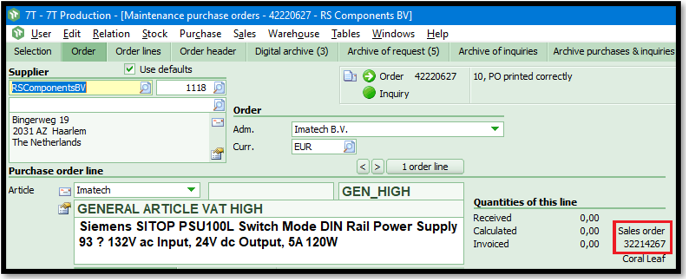 7T - 7T Production - [Maintenance purchase orders - 42220627 - RS Components BV]
User Edit Relation Stock Purchase Sales Warehouse Tables Windows Help
Selection Order Order lines Order header Digital archive (3) Archive of request (5) Archive of inquiries Archive purchases & inquiries
Supplier Use defaults
RSComponentsBV 1118
Order 42220627 10, PO printed correctly
Inquiry
Bingerweg 19
2031 AZ Haarlem
The Netherlands
Order
Adm. Imatech B.V.
Curr. EUR
< > 1 order line
Purchase order line
Article Imatech GEN_HIGH
GENERAL ARTICLE VAT HIGH
Siemens SITOP PSU100L Switch Mode DIN Rail Power Supply
93 ? 132V ac Input, 24V dc Output, 5A 120W
Quantities of this line
Received 0,00
Calculated 0,00
Invoiced 0,00
Sales order
32214267
Coral Leaf